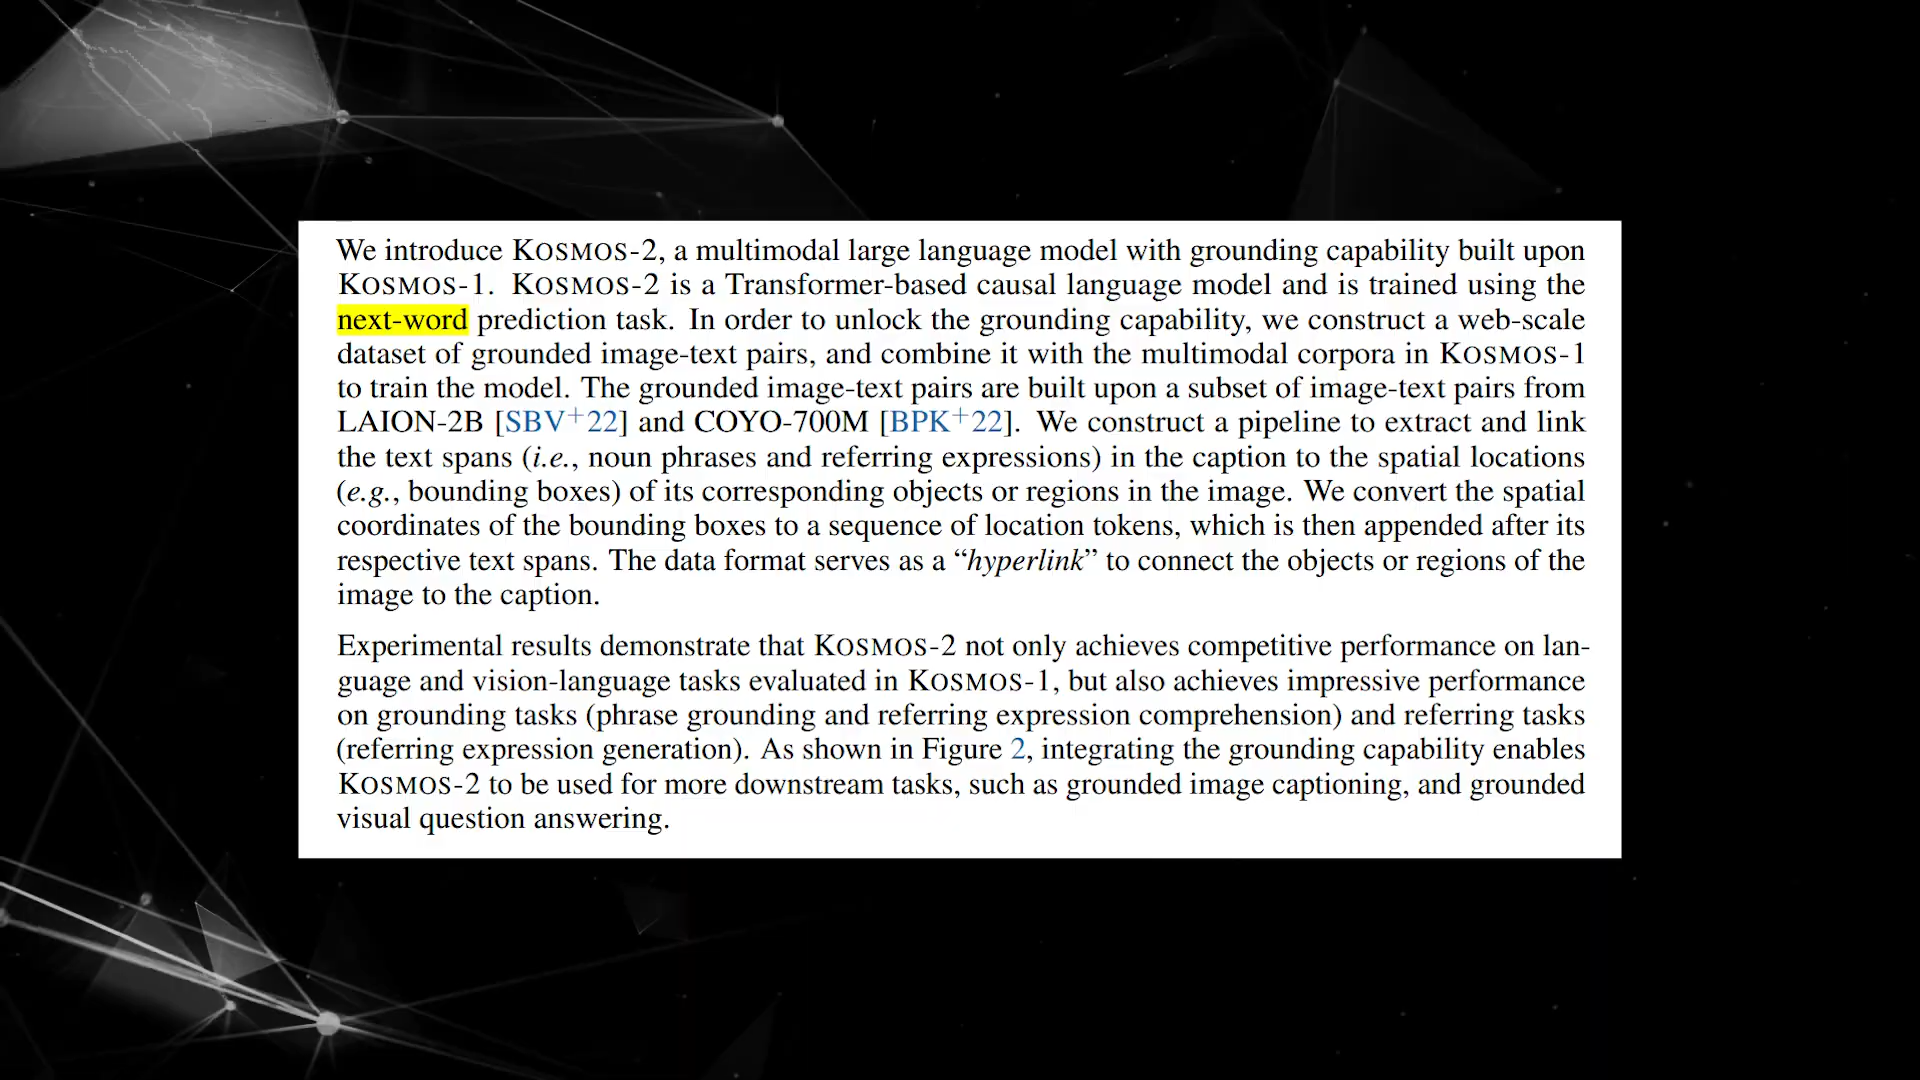 We introduce KOSMOS-2, a multimodal large language model with grounding capability built upon
KOSMOS-1. KOSMOS-2 is a Transformer-based causal language model and is trained using the
next-word prediction task. In order to unlock the grounding capability, we construct a web-scale
dataset of grounded image-text pairs, and combine it with the multimodal corpora in KOSMOS-1
to train the model. The grounded image-text pairs are built upon a subset of image-text pairs from
LAION-2B [SBV+22] and COYO-700M [BPK+22]. We construct a pipeline to extract and link
the text spans (i.e., noun phrases and referring expressions) in the caption to the spatial locations
(e.g., bounding boxes) of its corresponding objects or regions in the image. We convert the spatial
coordinates of the bounding boxes to a sequence of location tokens, which is then appended after its
respective text spans. The data format serves as a “hyperlink” to connect the objects or regions of the
image to the caption.
Experimental results demonstrate that KOSMOS-2 not only achieves competitive performance on lan-
guage and vision-language tasks evaluated in KOSMOS-1, but also achieves impressive performance
on grounding tasks (phrase grounding and referring expression comprehension) and referring tasks
(referring expression generation). As shown in Figure 2, integrating the grounding capability enables
KOSMOS-2 to be used for more downstream tasks, such as grounded image captioning, and grounded
visual question answering.